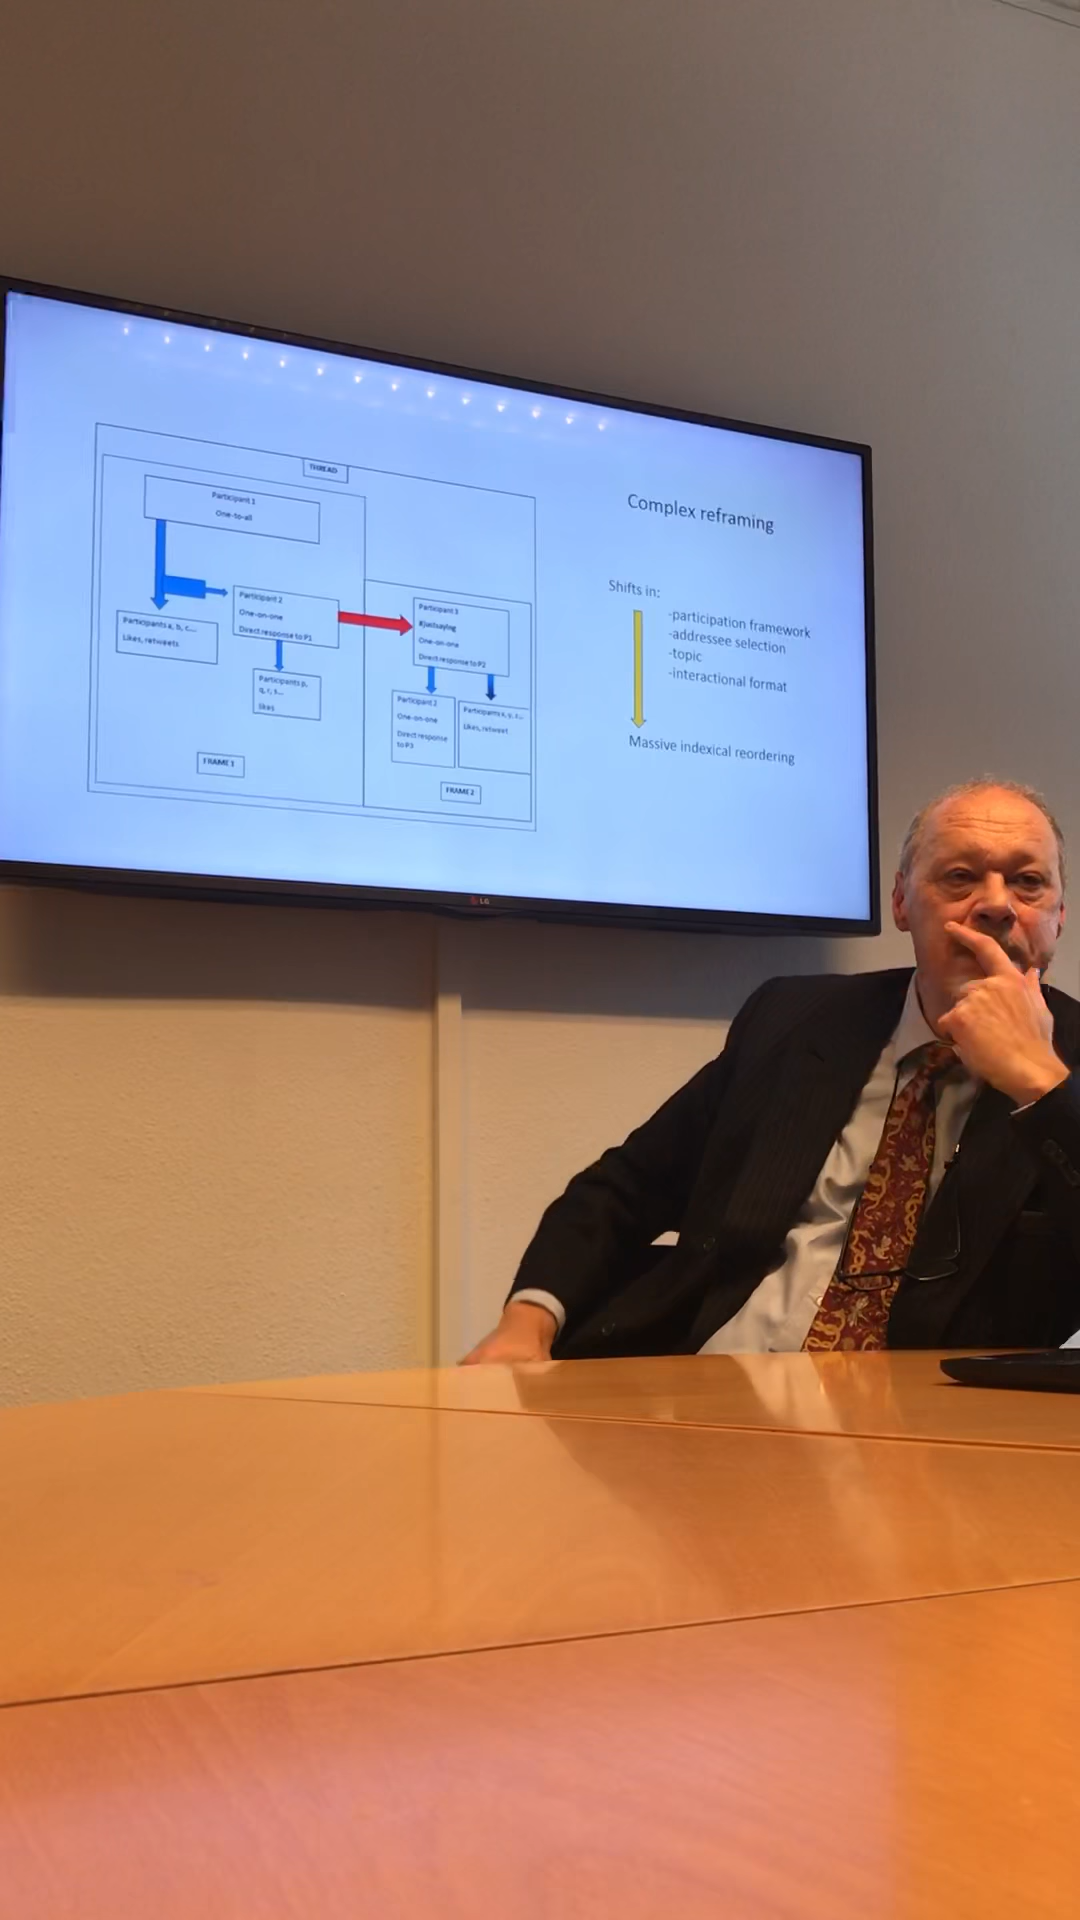 THREAD
Participant 1
One-to-all
Participants a, b, c...
Likes, retweets
Participant 2
One-on-one
Direct response to P1
Participants p,
q, r, s...
likes
FRAME 1
Participant 3
#justsaying
One-on-one
Direct response to P2
Participant 2
One-on-one
Direct response
to P3
Participants x, y, z...
Likes, retweet
FRAME 2
Complex reframing
Shifts in:
-participation framework
-addressee selection
-topic
-interactional format
Massive indexical reordering
LG